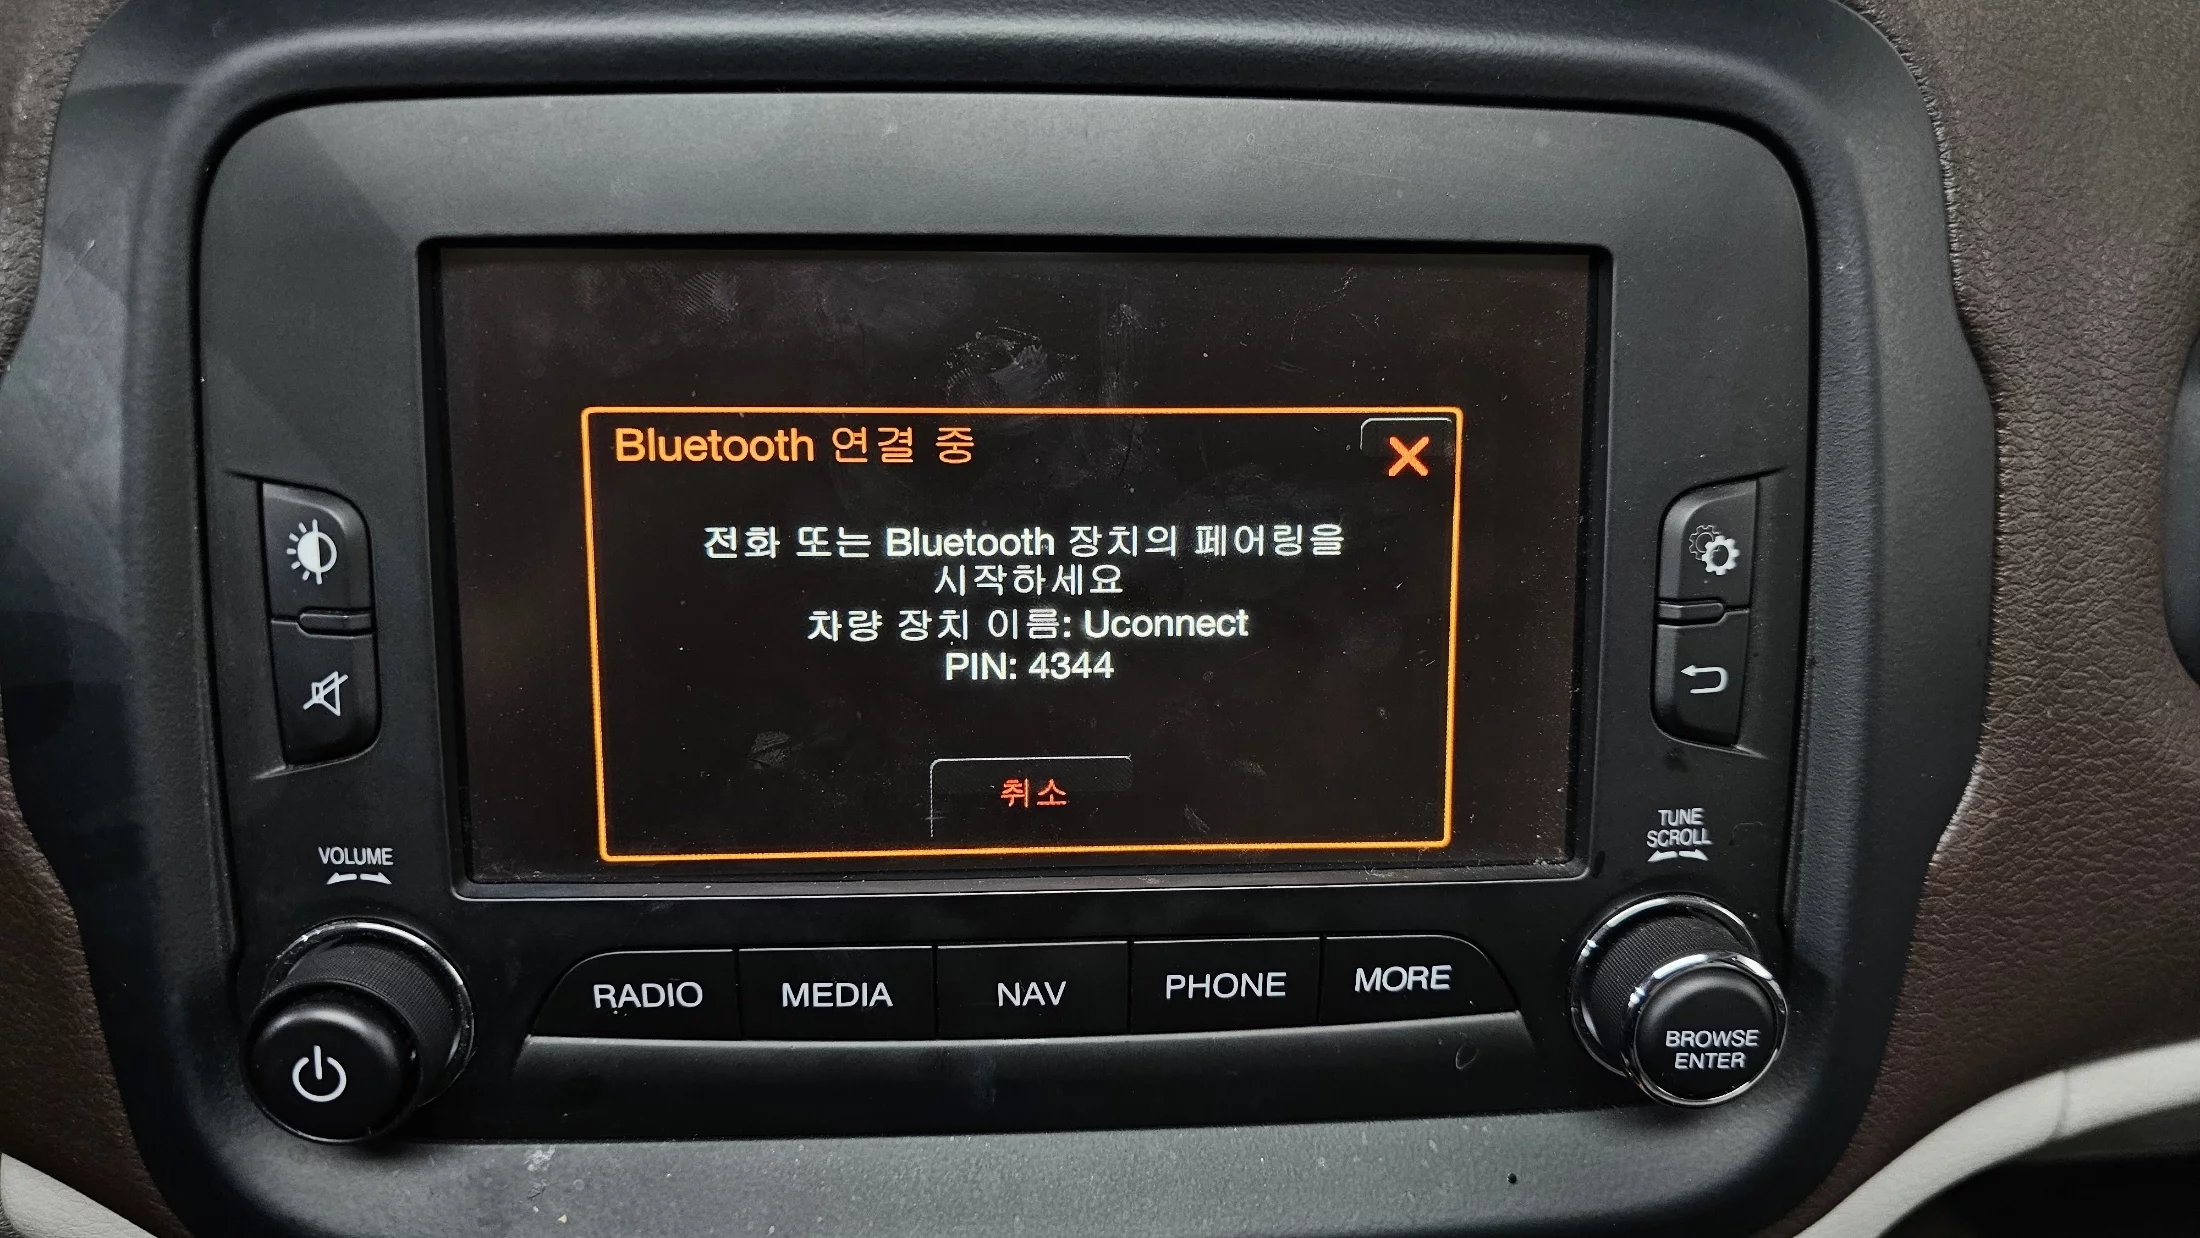 Bluetooth 연결 중
전화 또는 Bluetooth 장치의 페어링을
시작하세요
차량 장치 이름: Uconnect
PIN: 4344
취소
VOLUME
TUNE
SCROLL
RADIO
MEDIA
NAV
PHONE
MORE
BROWSE
ENTER